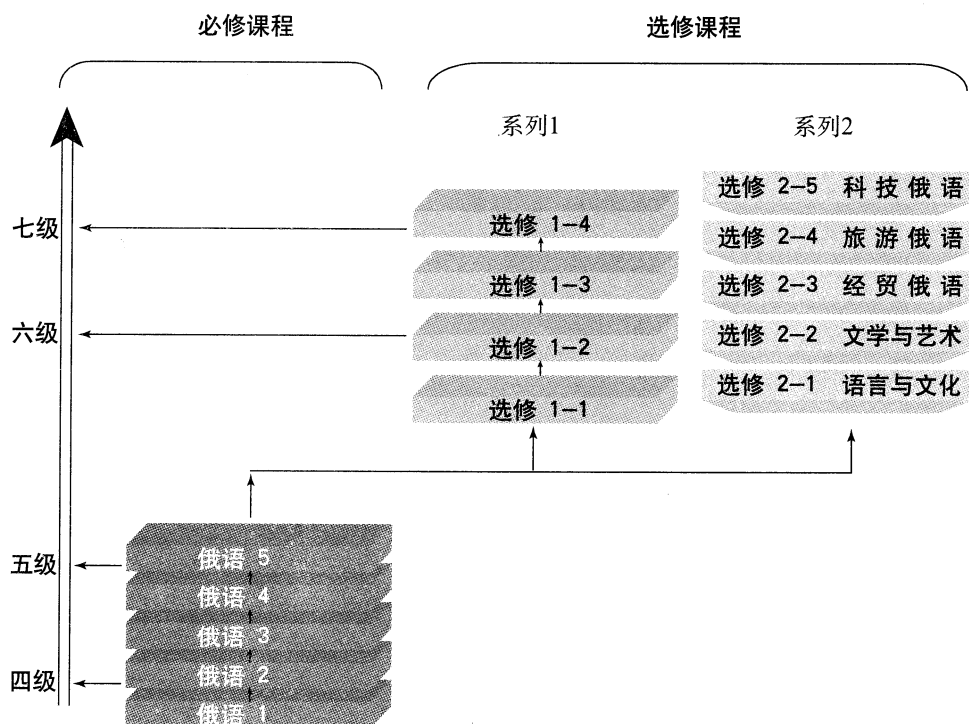 必修课程
选修课程
系列1
系列2
七级
六级
五级
四级
选修 1-4
选修 1-3
选修 1-2
选修 1-1
选修 2-5 科技俄语
选修 2-4 旅游俄语
选修 2-3 经贸俄语
选修 2-2 文学与艺术
选修 2-1 语言与文化
俄语 5
俄语 4
俄语 3
俄语 2
俄语 1